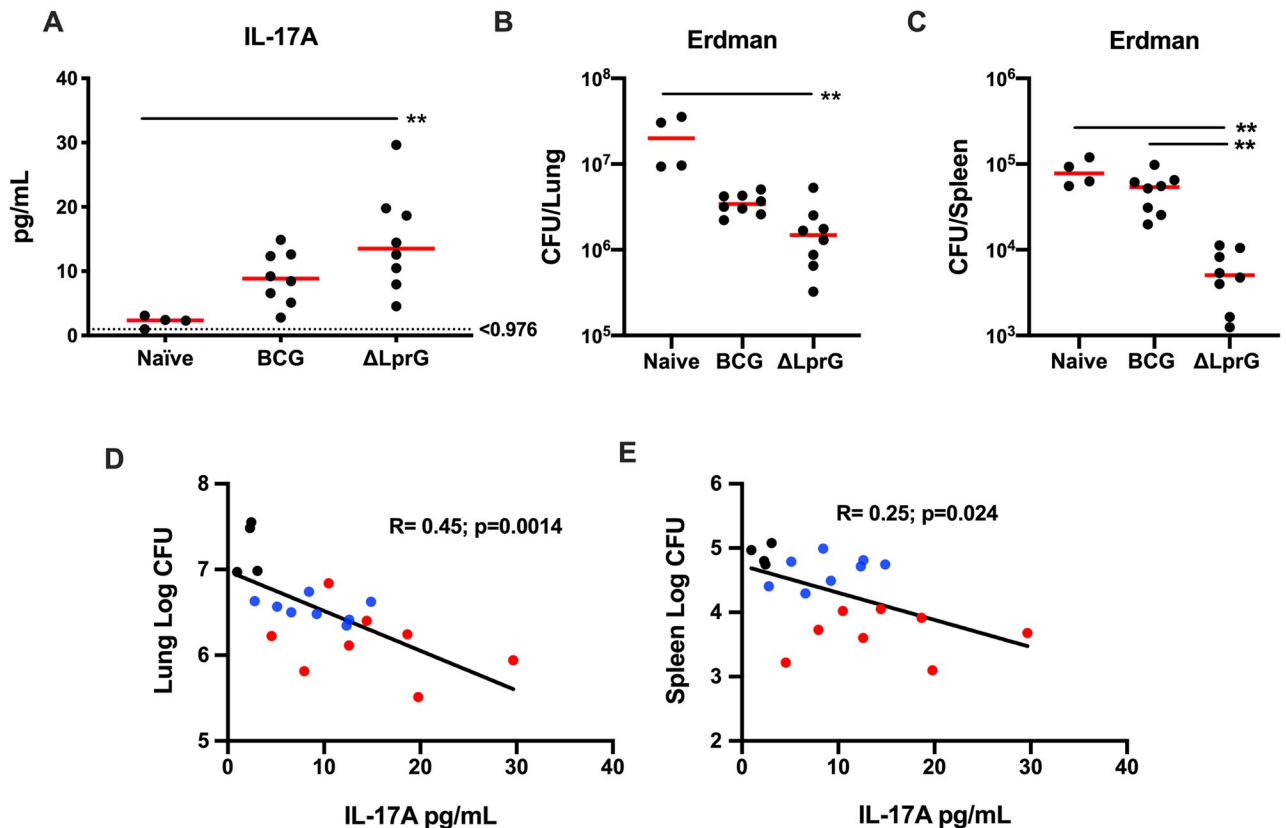 A
IL-17A
pg/mL
40
30
20
10
0
**
<0.976
Naïve BCG ΔLprG
B
Erdman
CFU/Lung
10⁸
10⁷
10⁶
10⁵
**
Naive BCG ΔLprG
C
Erdman
CFU/Spleen
10⁶
10⁵
10⁴
10³
**
**
Naive BCG ΔLprG
D
Lung Log CFU
8
7
6
5
R= 0.45; p=0.0014
0 10 20 30 40
IL-17A pg/mL
E
Spleen Log CFU
6
5
4
3
2
R= 0.25; p=0.024
0 10 20 30 40
IL-17A pg/mL